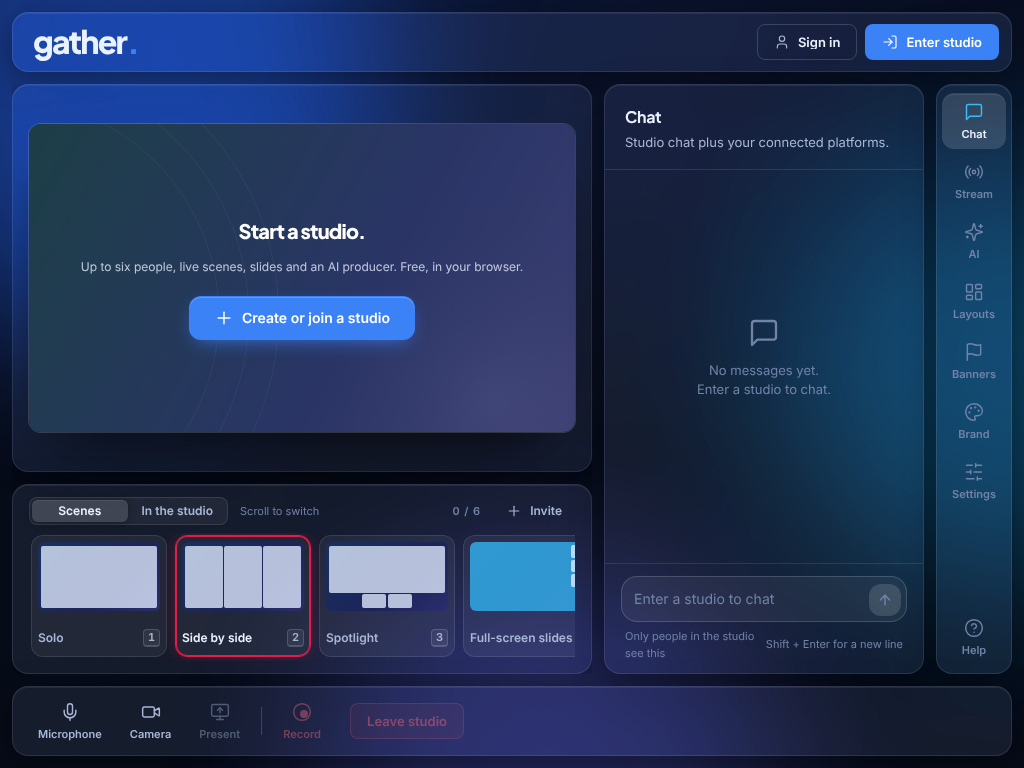 gather.
Sign in
Enter studio
Start a studio.
Up to six people, live scenes, slides and an AI producer. Free, in your browser.
Create or join a studio
Scenes
In the studio
Scroll to switch
0 / 6
Invite
Solo
1
Side by side
2
Spotlight
3
Full-screen slides
Chat
Studio chat plus your connected platforms.
No messages yet.
Enter a studio to chat.
Enter a studio to chat
Only people in the studio
see this
Shift + Enter for a new line
Chat
Stream
AI
Layouts
Banners
Brand
Settings
Help
Microphone
Camera
Present
Record
Leave studio